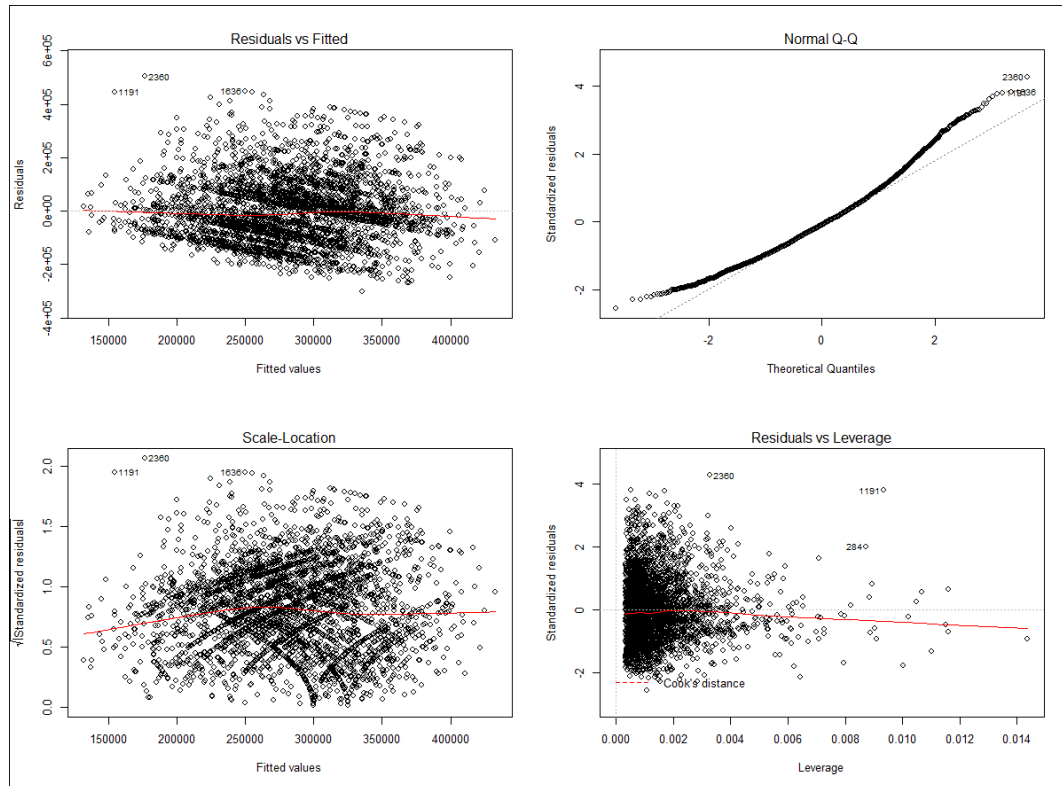 Residuals vs Fitted
Residuals
-4e+05 -2e+05 0e+00 2e+05 4e+05 6e+05
2360
1191
1636
150000 200000 250000 300000 350000 400000
Fitted values
Normal Q-Q
Standardized residuals
-2 0 2 4
2360
1636
-2 0 2
Theoretical Quantiles
Scale-Location
√|Standardized residuals|
0.0 0.5 1.0 1.5 2.0
2360
1191
1636
150000 200000 250000 300000 350000 400000
Fitted values
Residuals vs Leverage
Standardized residuals
-2 0 2 4
2360
1191
284
Cook's distance
0.000 0.002 0.004 0.006 0.008 0.010 0.012 0.014
Leverage